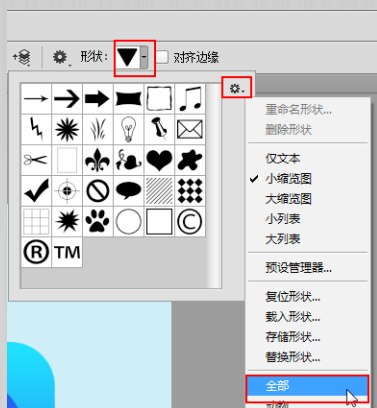 形状：
对齐边缘
重命名形状...
删除形状
仅文本
小缩览图
大缩览图
小列表
大列表
预设管理器...
复位形状...
载入形状...
存储形状...
替换形状...
全部
动物
©
® TM